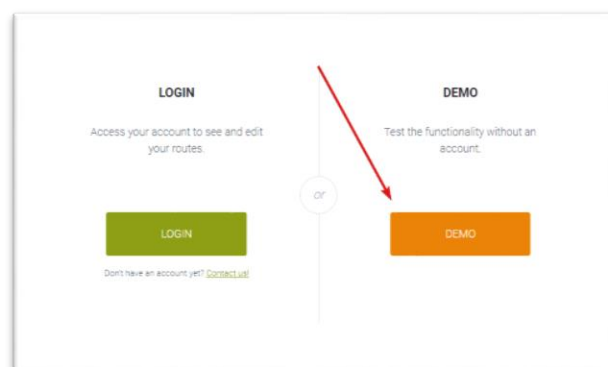 LOGIN
Access your account to see and edit
your routes.
LOGIN
Don't have an account yet? Contact us!
or
DEMO
Test the functionality without an
account.
DEMO